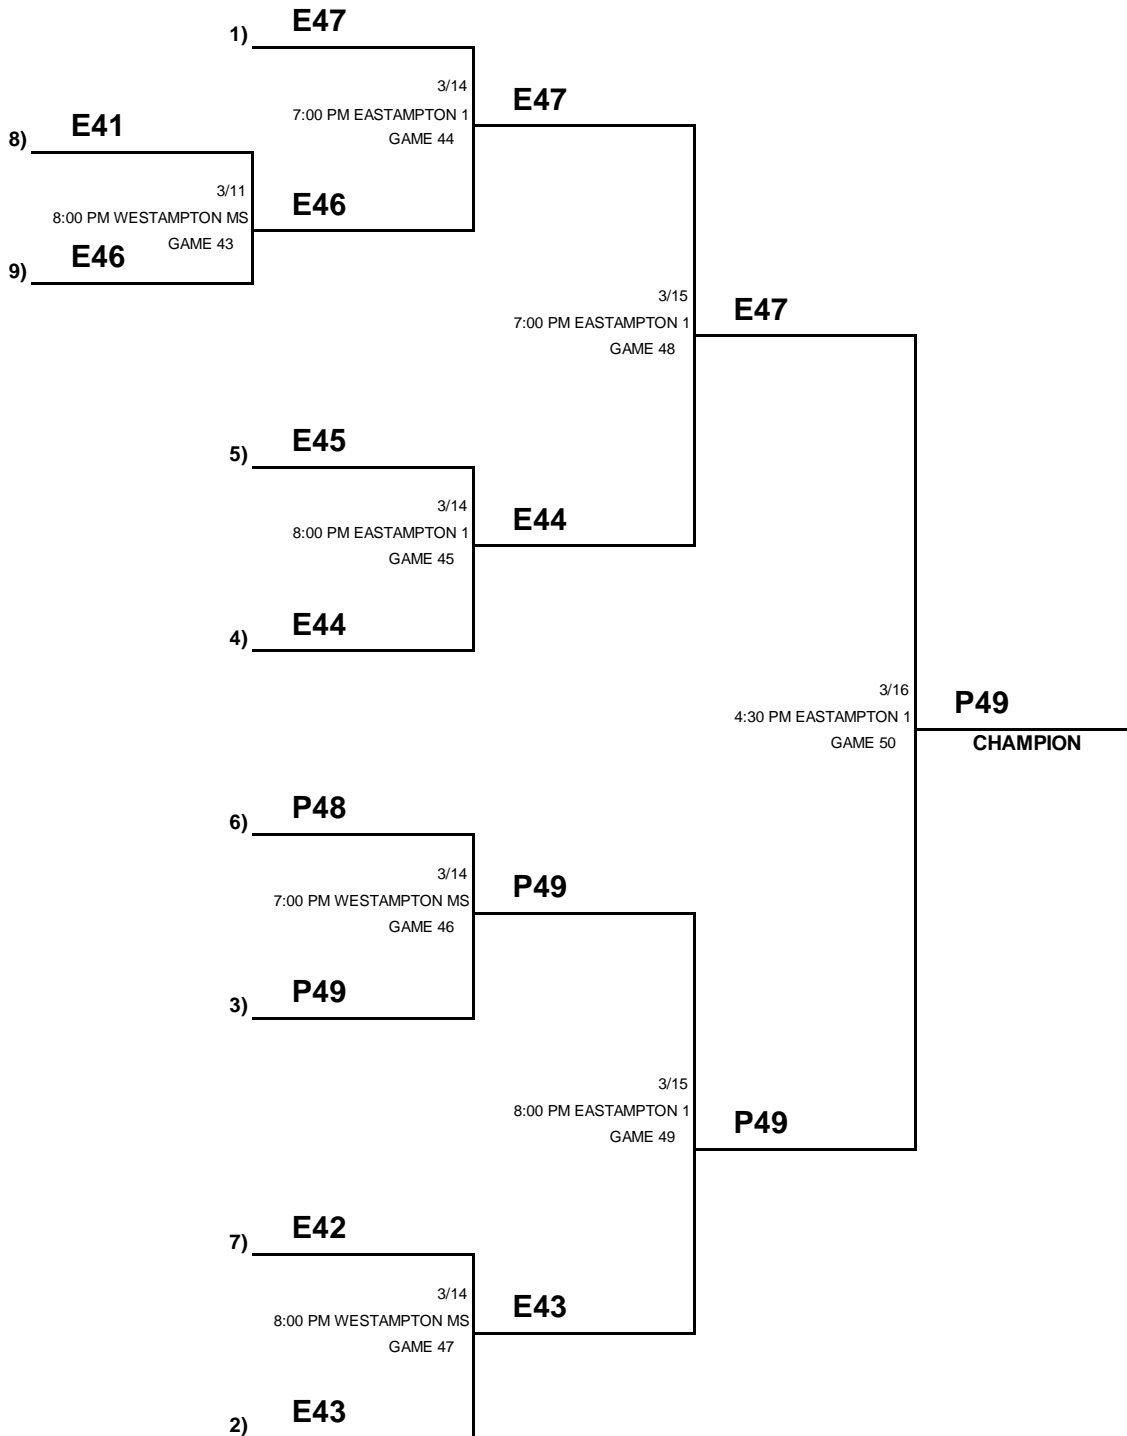 1) E47
3/14
7:00 PM EASTAMPTON 1
GAME 44
E47
8) E41
3/11
8:00 PM WESTAMPTON MS
GAME 43
E46
9) E46
3/15
7:00 PM EASTAMPTON 1
GAME 48
E47
5) E45
3/14
8:00 PM EASTAMPTON 1
GAME 45
E44
4) E44
3/16
4:30 PM EASTAMPTON 1
GAME 50
P49
CHAMPION
6) P48
3/14
7:00 PM WESTAMPTON MS
GAME 46
P49
3) P49
3/15
8:00 PM EASTAMPTON 1
GAME 49
P49
7) E42
3/14
8:00 PM WESTAMPTON MS
GAME 47
E43
2) E43